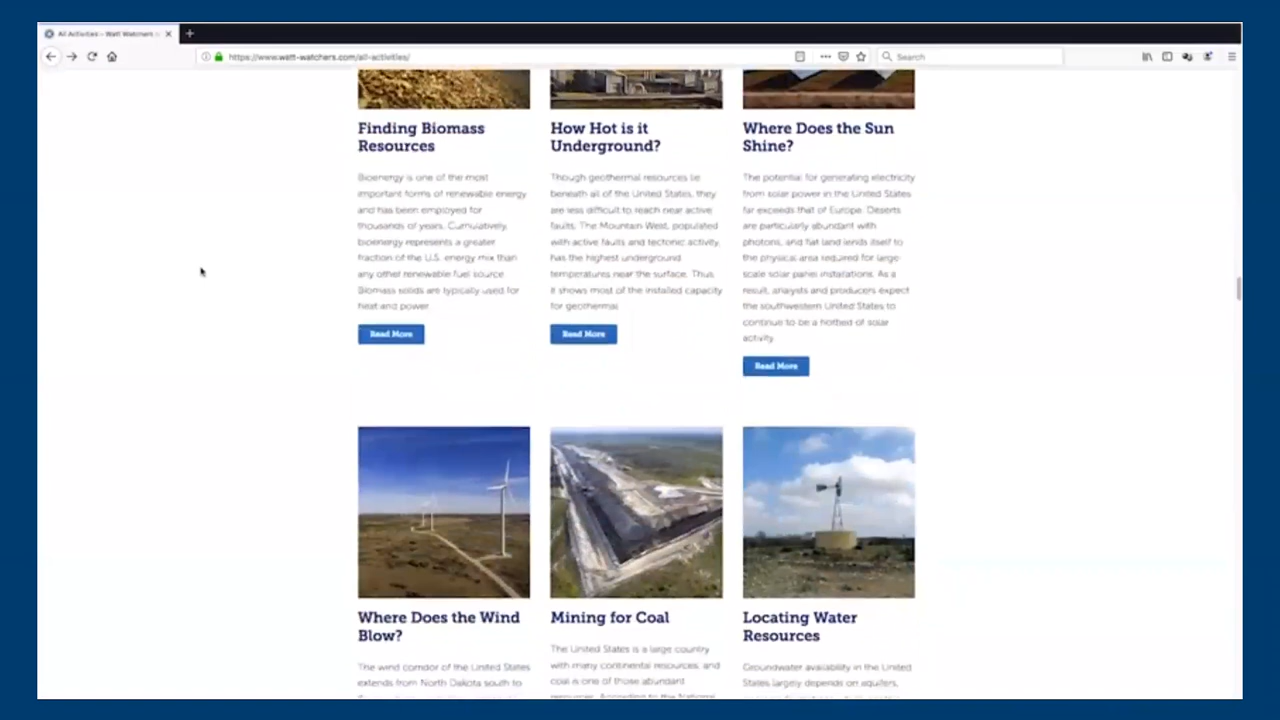 All Activities – Watt Watchers
https://www.watt-watchers.com/all-activities/
Search
Finding Biomass
Resources
Bioenergy is one of the most
important forms of renewable energy
and has been employed for
thousands of years. Cumulatively,
bioenergy represents a greater
fraction of the U.S. energy mix than
any other renewable fuel source.
Biomass solids are typically used for
heat and power.
Read More
How Hot is it
Underground?
Though geothermal resources lie
beneath all of the United States, they
are less difficult to reach near active
faults. The Mountain West, populated
with active faults and tectonic activity,
has the highest underground
temperatures near the surface. Thus
it shows most of the installed capacity
for geothermal.
Read More
Where Does the Sun
Shine?
The potential for generating electricity
from solar power in the United States
far exceeds that of Europe. Deserts
are particularly abundant with
photons, and flat land lends itself to
the physical area required for large-
scale solar panel installations. As a
result, analysts and producers expect
the southwestern United States to
continue to be a hotbed of solar
activity.
Read More
Where Does the Wind
Blow?
The wind corridor of the United States
extends from North Dakota south to
Mining for Coal
The United States is a large country
with many continental resources, and
coal is one of those abundant
resources. According to the National
Locating Water
Resources
Groundwater availability in the United
States largely depends on aquifers,